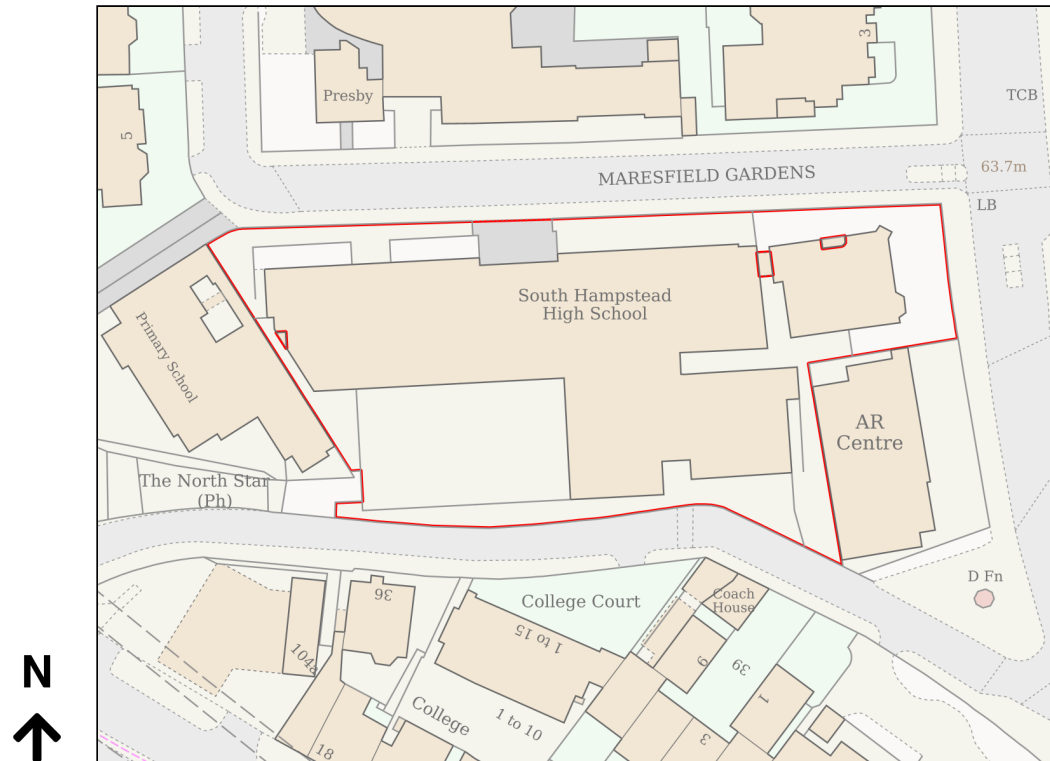 Presby
3
5
TCB
MARESFIELD GARDENS
63.7m
LB
South Hampstead
High School
Primary School
AR
Centre
The North Star
(Ph)
D Fn
36
College Court
Coach
House
1 to 15
104a
9
39
1
College
1 to 10
3
18
N